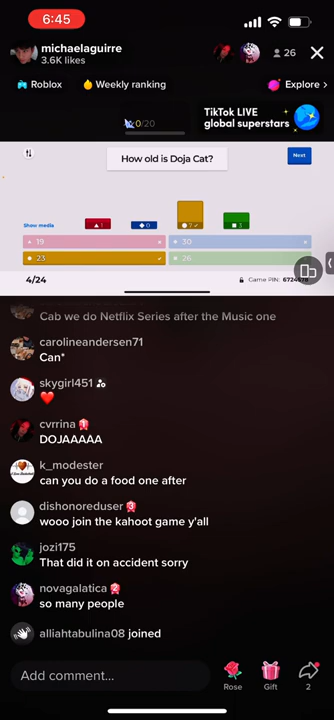 6:45
michaelaguirre
3.6K likes
26
Roblox
Weekly ranking
Explore >
0/20
TikTok LIVE
global superstars
How old is Doja Cat?
Next
Show media
1
0
7
3
19
30
23
26
4/24
Game PIN:
Cab we do Netflix Series after the Music one
carolineandersen71
Can*
skygirl451
cvrrina 1
DOJAAAAA
k_modester
can you do a food one after
dishonoreduser 3
wooo join the kahoot game y'all
jozi175
That did it on accident sorry
novagalatica 2
so many people
alliahtabulina08 joined
Add comment...
Rose
Gift
2